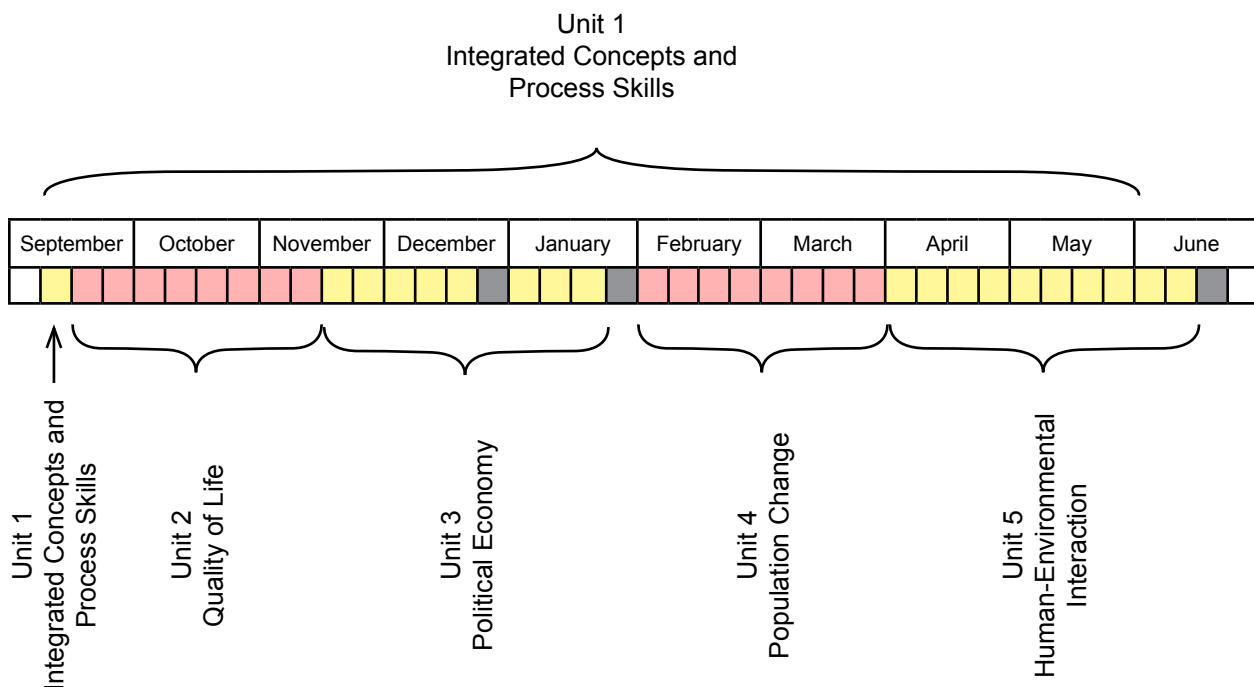 Unit 1
Integrated Concepts and
Process Skills
September
October
November
December
January
February
March
April
May
June
Unit 1
Integrated Concepts and
Process Skills
Unit 2
Quality of Life
Unit 3
Political Economy
Unit 4
Population Change
Unit 5
Human-Environmental
Interaction